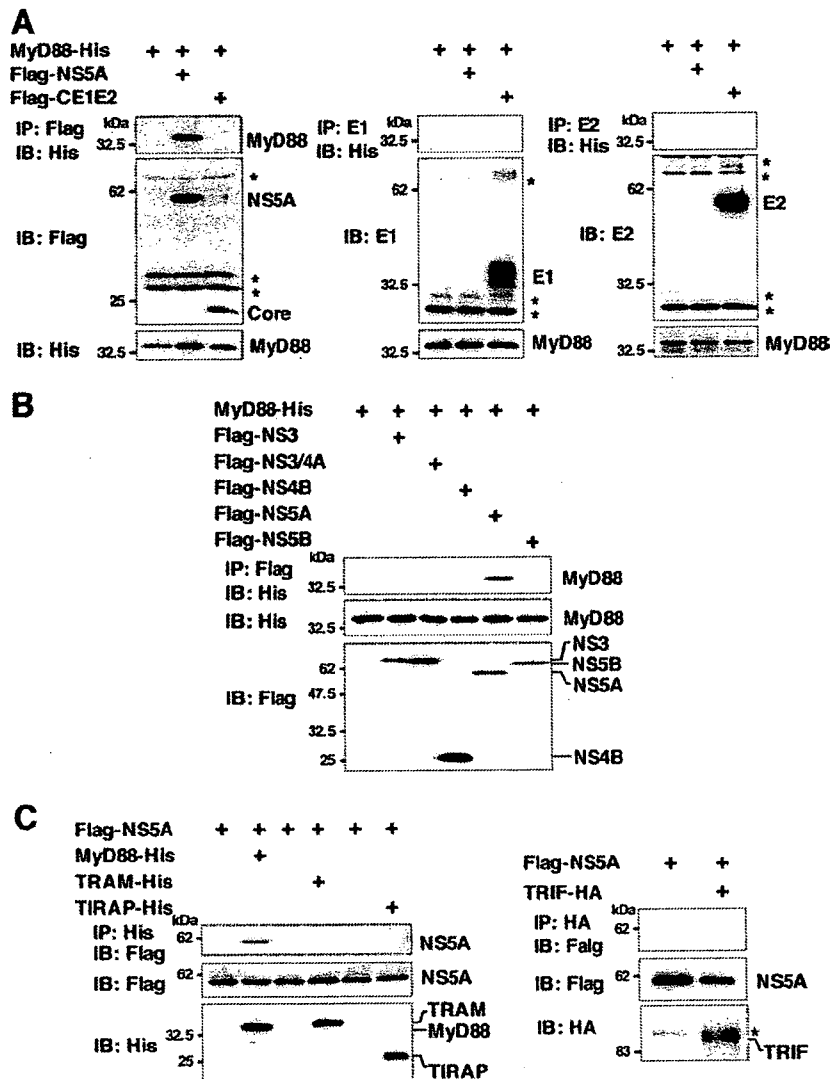 A
MyD88-His + + + + + + + + +
Flag-NS5A + + +
Flag-CE1E2 + + +
IP: Flag kDa
IB: His 32.5 MyD88
62 * NS5A
IB: Flag
* *
25 Core
IB: His 32.5 MyD88
IP: E1 kDa
IB: His 32.5
62 *
IB: E1
32.5 E1
* *
32.5 MyD88
IP: E2 kDa
IB: His 32.5
* *
62 E2
IB: E2
32.5
* *
32.5 MyD88
B
MyD88-His + + + + + +
Flag-NS3 +
Flag-NS3/4A +
Flag-NS4B +
Flag-NS5A +
Flag-NS5B +
kDa
IP: Flag MyD88
IB: His 32.5
IB: His 32.5 MyD88
NS3
62 NS5B
NS5A
IB: Flag 47.5
32.5
25 NS4B
C
Flag-NS5A + + + + + +
MyD88-His +
TRAM-His +
TIRAP-His +
kDa
IP: His 62 NS5A
IB: Flag
IB: Flag 62 NS5A
TRAM
32.5 MyD88
IB: His
25 TIRAP
Flag-NS5A + +
TRIF-HA +
kDa
IP: HA 62
IB: Falg
IB: Flag 62 NS5A
IB: HA *
83 TRIF